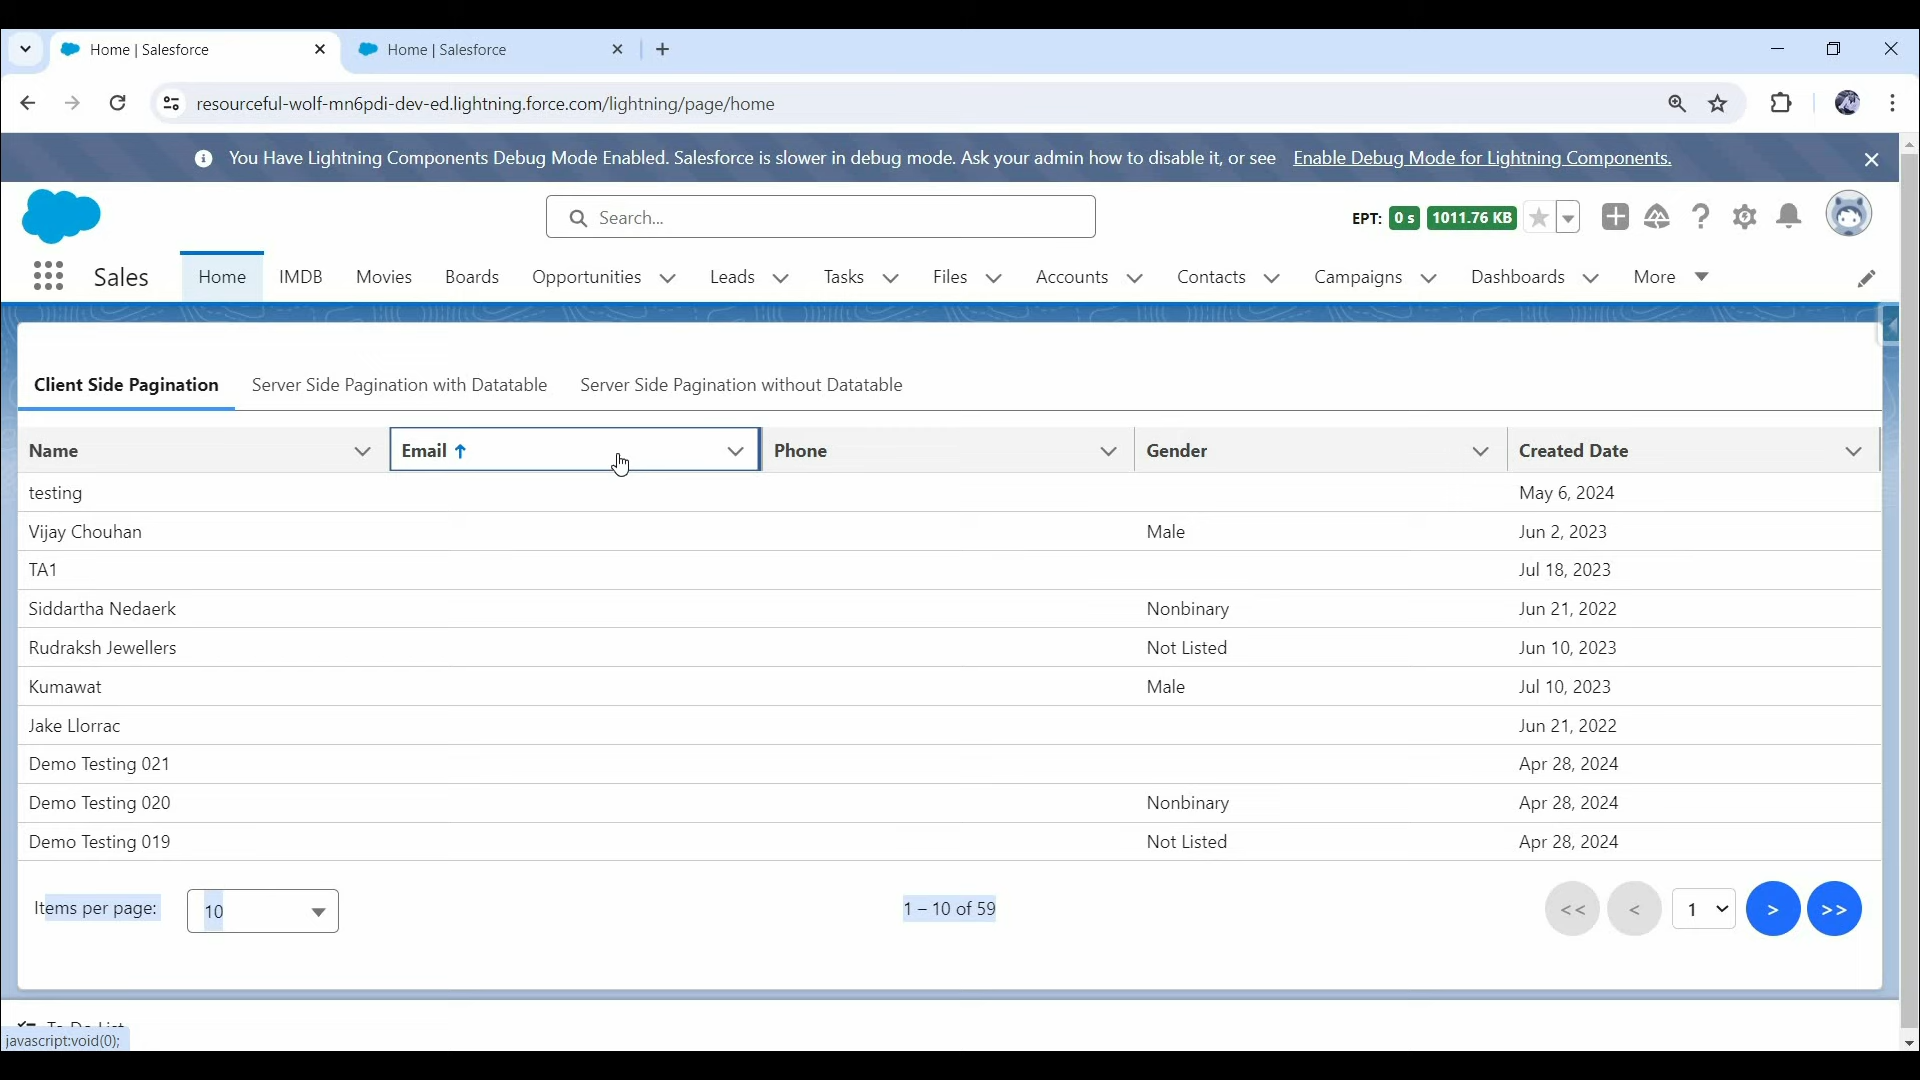 Home | Salesforce
Home | Salesforce
resourceful-wolf-mn6pdi-dev-ed.lightning.force.com/lightning/page/home
You Have Lightning Components Debug Mode Enabled. Salesforce is slower in debug mode. Ask your admin how to disable it, or see Enable Debug Mode for Lightning Components.
Search...
EPT: 0 s 1011.76 KB
Sales Home IMDB Movies Boards Opportunities Leads Tasks Files Accounts Contacts Campaigns Dashboards More
Client Side Pagination Server Side Pagination with Datatable Server Side Pagination without Datatable
Name Email Phone Gender Created Date
testing May 6, 2024
Vijay Chouhan Male Jun 2, 2023
TA1 Jul 18, 2023
Siddartha Nedaerk Nonbinary Jun 21, 2022
Rudraksh Jewellers Not Listed Jun 10, 2023
Kumawat Male Jul 10, 2023
Jake Llorrac Jun 21, 2022
Demo Testing 021 Apr 28, 2024
Demo Testing 020 Nonbinary Apr 28, 2024
Demo Testing 019 Not Listed Apr 28, 2024
Items per page: 10 1 – 10 of 59 << < 1 > >>
To Do List
javascript:void(0);